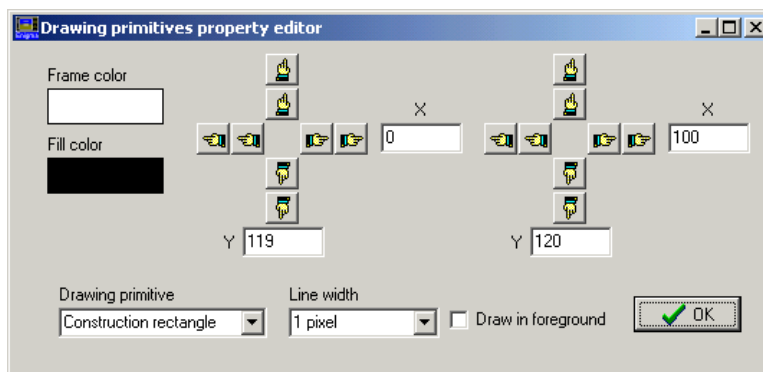 Drawing primitives property editor
Frame color
Fill color
X
0
Y 119
X
100
Y 120
Drawing primitive
Construction rectangle
Line width
1 pixel
Draw in foreground
OK